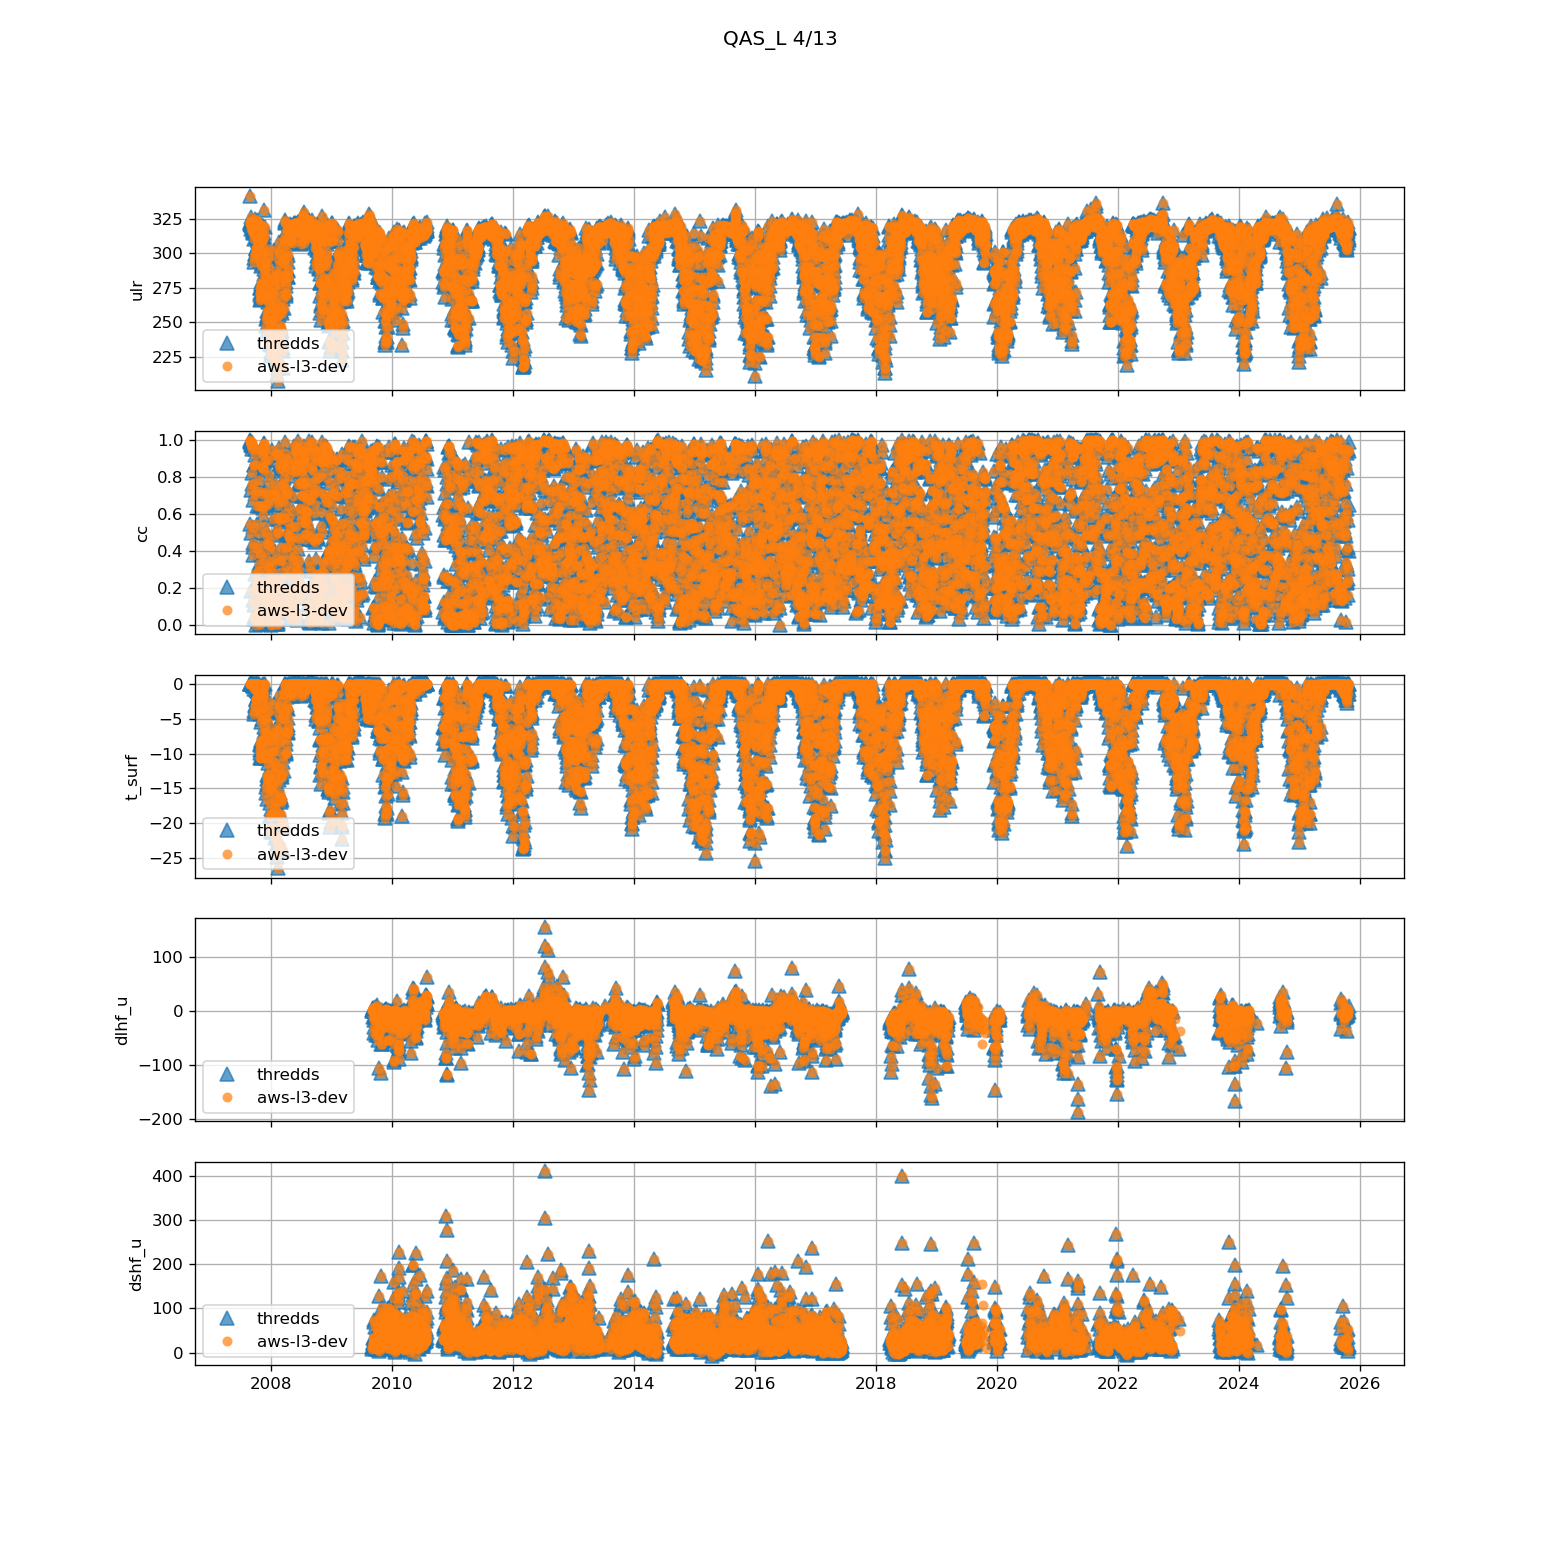 QAS_L 4/13
325
300
275
250
225
ulr
thredds
aws-l3-dev
1.0
0.8
0.6
0.4
0.2
0.0
cc
thredds
aws-l3-dev
0
−5
−10
−15
−20
−25
t_surf
thredds
aws-l3-dev
100
0
−100
−200
dlhf_u
thredds
aws-l3-dev
400
300
200
100
0
dshf_u
thredds
aws-l3-dev
2008 2010 2012 2014 2016 2018 2020 2022 2024 2026